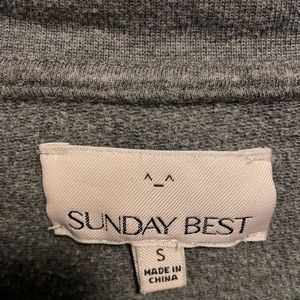 ^_^
SUNDAY BEST
S
MADE IN
CHINA